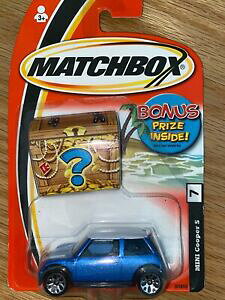 3+
MATCHBOX
BONUS
PRIZE
INSIDE!
?
7
MINI Cooper S